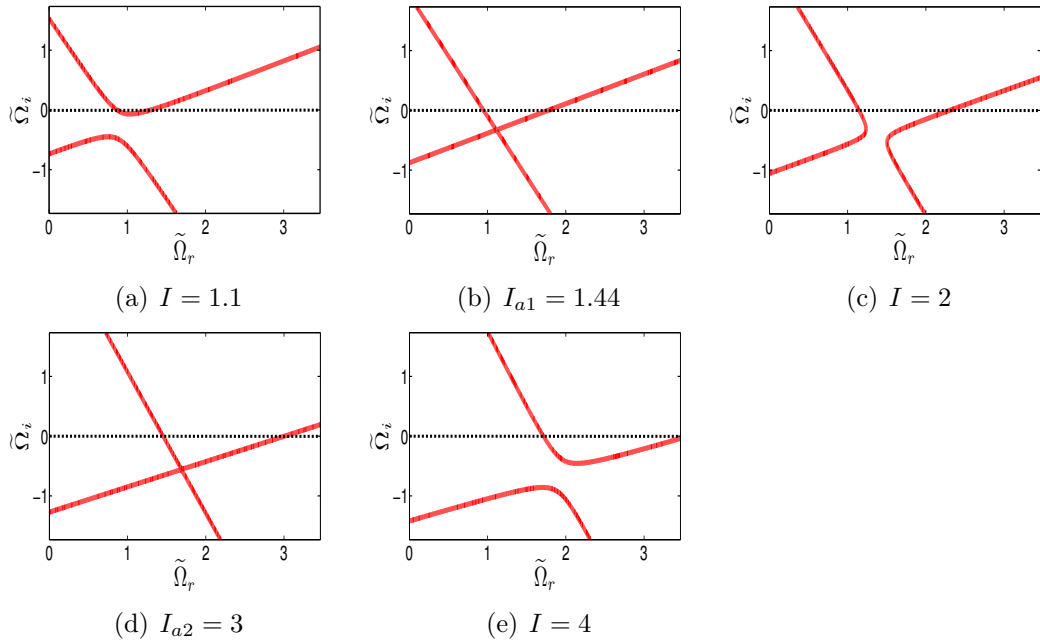 1
0
−1
Ω̃ᵢ
0 1 2 3
Ω̃ᵣ
(a) I = 1.1
1
0
−1
Ω̃ᵢ
0 1 2 3
Ω̃ᵣ
(b) Iₐ₁ = 1.44
1
0
−1
Ω̃ᵢ
0 1 2 3
Ω̃ᵣ
(c) I = 2
1
0
−1
Ω̃ᵢ
0 1 2 3
Ω̃ᵣ
(d) Iₐ₂ = 3
1
0
−1
Ω̃ᵢ
0 1 2 3
Ω̃ᵣ
(e) I = 4